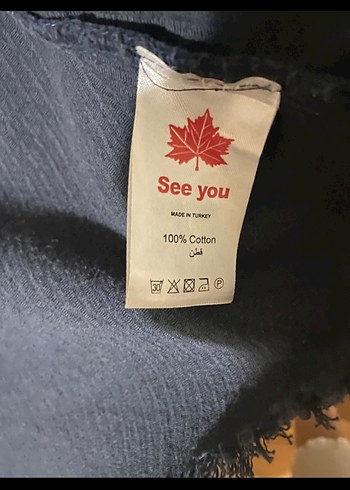 See you
MADE IN TURKEY
100% Cotton
قطن
30
P